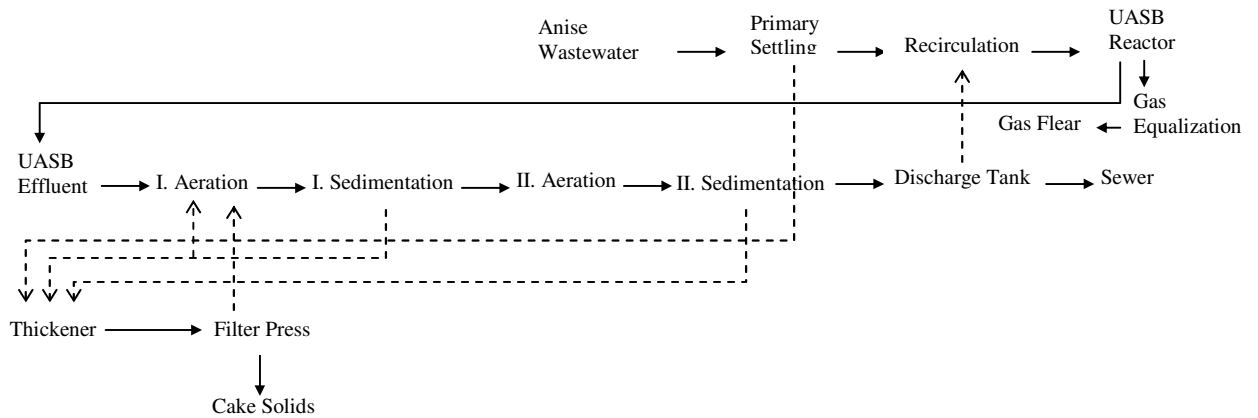 Anise
Wastewater
Primary
Settling
Recirculation
UASB
Reactor
Gas
Equalization
Gas Flear
UASB
Effluent
I. Aeration
I. Sedimentation
II. Aeration
II. Sedimentation
Discharge Tank
Sewer
Thickener
Filter Press
Cake Solids